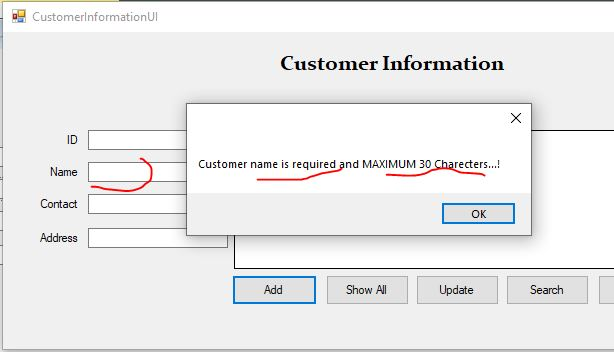 CustomerInformationUI
Customer Information
ID
Customer name is required and MAXIMUM 30 Charecters...!
Name
Contact
OK
Address
Add
Show All
Update
Search